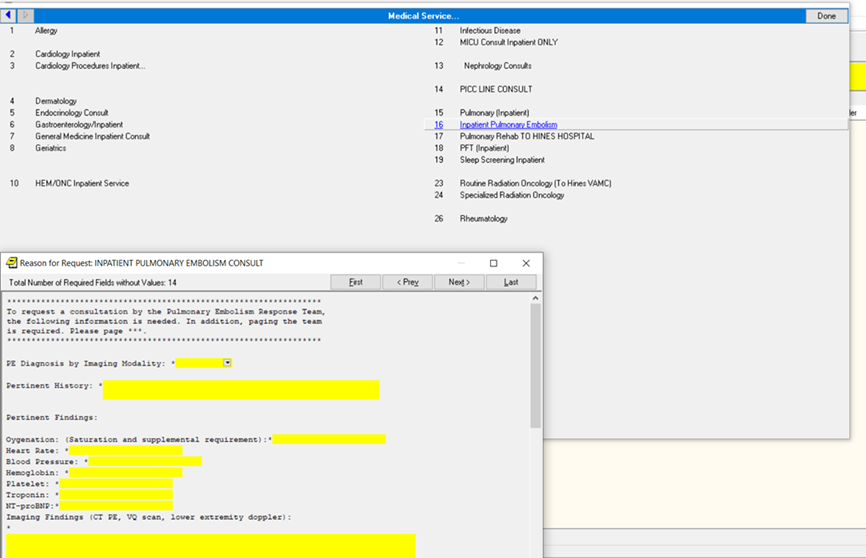 Medical Service...
Done
1 Allergy
2 Cardiology Inpatient
3 Cardiology Procedures Inpatient...
4 Dermatology
5 Endocrinology Consult
6 Gastroenterology/Inpatient
7 General Medicine Inpatient Consult
8 Geriatrics
10 HEM/ONC Inpatient Service
11 Infectious Disease
12 MICU Consult Inpatient ONLY
13 Nephrology Consults
14 PICC LINE CONSULT
15 Pulmonary (Inpatient)
16 Inpatient Pulmonary Embolism
17 Pulmonary Rehab TO HINES HOSPITAL
18 PFT (Inpatient)
19 Sleep Screening Inpatient
23 Routine Radiation Oncology (To Hines VAMC)
24 Specialized Radiation Oncology
26 Rheumatology
ler
Reason for Request: INPATIENT PULMONARY EMBOLISM CONSULT
Total Number of Required Fields without Values: 14
First < Prev Next > Last
******************************************************************
To request a consultation by the Pulmonary Embolism Response Team,
the following information is needed. In addition, paging the team
is required. Please page ***.
******************************************************************
PE Diagnosis by Imaging Modality: *
Pertinent History: *
Pertinent Findings:
Oygenation: (Saturation and supplemental requirement):*
Heart Rate: *
Blood Pressure: *
Hemoglobin: *
Platelet: *
Troponin: *
NT-proBNP:*
Imaging Findings (CT PE, VQ scan, lower extremity doppler):
*